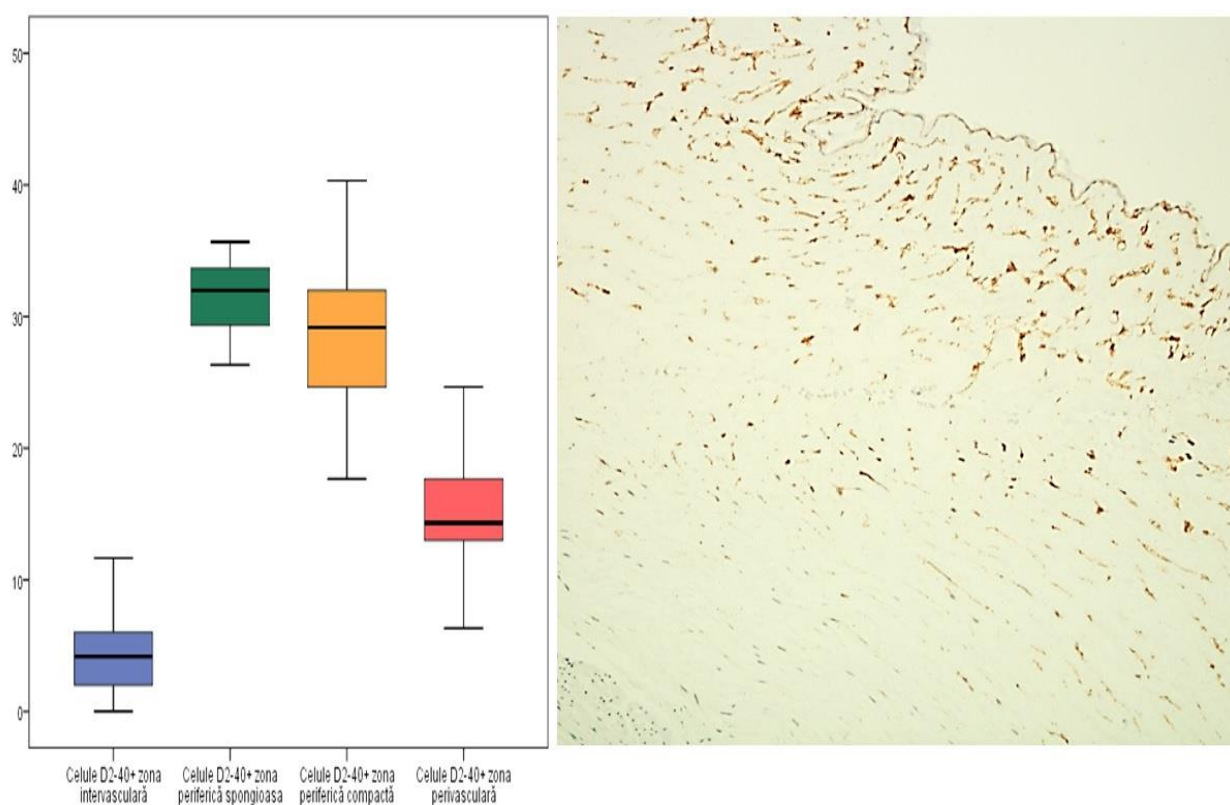 50
40
30
20
10
0
Celule D2-40+ zona
intervasculară
Celule D2-40+ zona
periferică spongioasa
Celule D2-40+ zona
periferică compactă
Celule D2-40+ zona
perivasculară